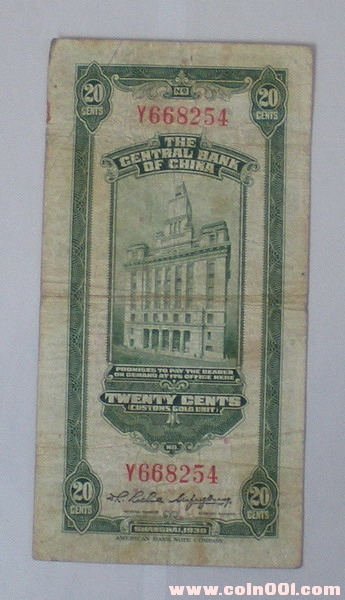 No
20
CENTS
20
CENTS
Y668254
THE
CENTRAL BANK
OF CHINA
PROMISES TO PAY THE BEARER
ON DEMAND AT ITS OFFICE HERE
TWENTY CENTS
(CUSTOMS GOLD UNIT)
NO.
Y668254
20
CENTS
20
CENTS
SHANGHAI, 1930
AMERICAN BANK NOTE COMPANY.
www.coin001.com